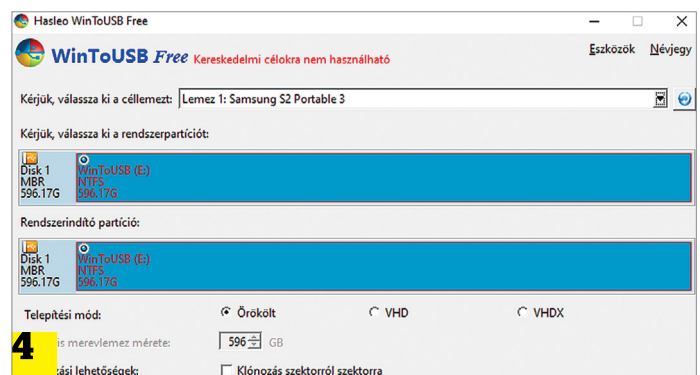 Hasleo WinToUSB Free
WinToUSB Free Kereskedelmi célokra nem használható
Eszközök Névjegy
Kérjük, válassza ki a céllemezt: Lemez 1: Samsung S2 Portable 3
Kérjük, válassza ki a rendszerpartíciót:
Disk 1
MBR
596.17G
WinToUSB (E:)
NTFS
596.17G
Rendszerindító partíció:
Disk 1
MBR
596.17G
WinToUSB (E:)
NTFS
596.17G
Telepítési mód: Örökölt VHD VHDX
4
merevlemez mérete: 596 GB
lehetőségek: Klónozás szektorról szektorra